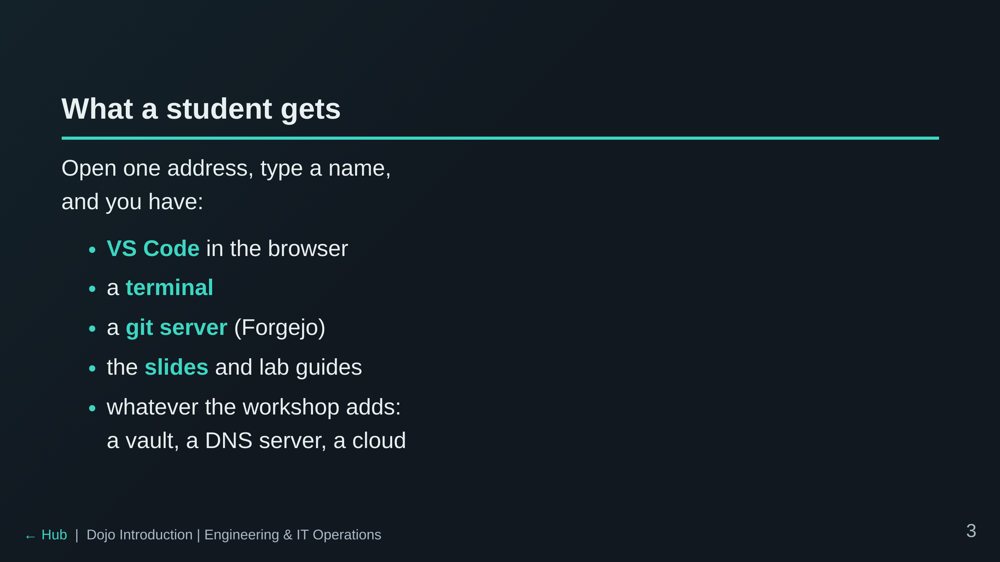 What a student gets
Open one address, type a name,
and you have:
• VS Code in the browser
• a terminal
• a git server (Forgejo)
• the slides and lab guides
• whatever the workshop adds:
a vault, a DNS server, a cloud
← Hub | Dojo Introduction | Engineering & IT Operations
3